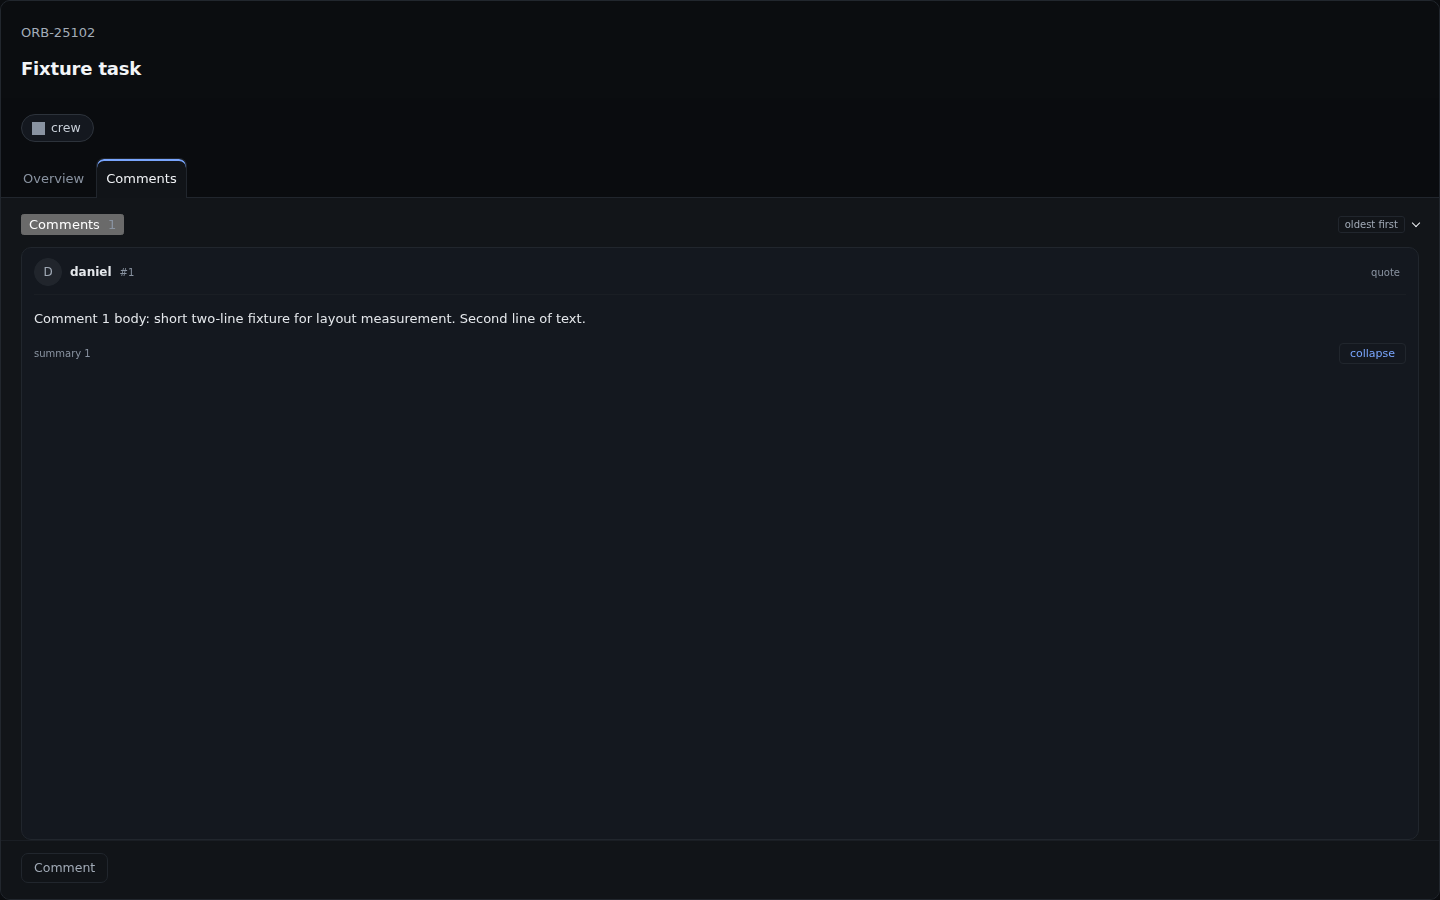 ORB-25102
Fixture task
crew
Overview Comments
Comments 1 oldest first
D daniel #1 quote
Comment 1 body: short two-line fixture for layout measurement. Second line of text.
summary 1 collapse
Comment